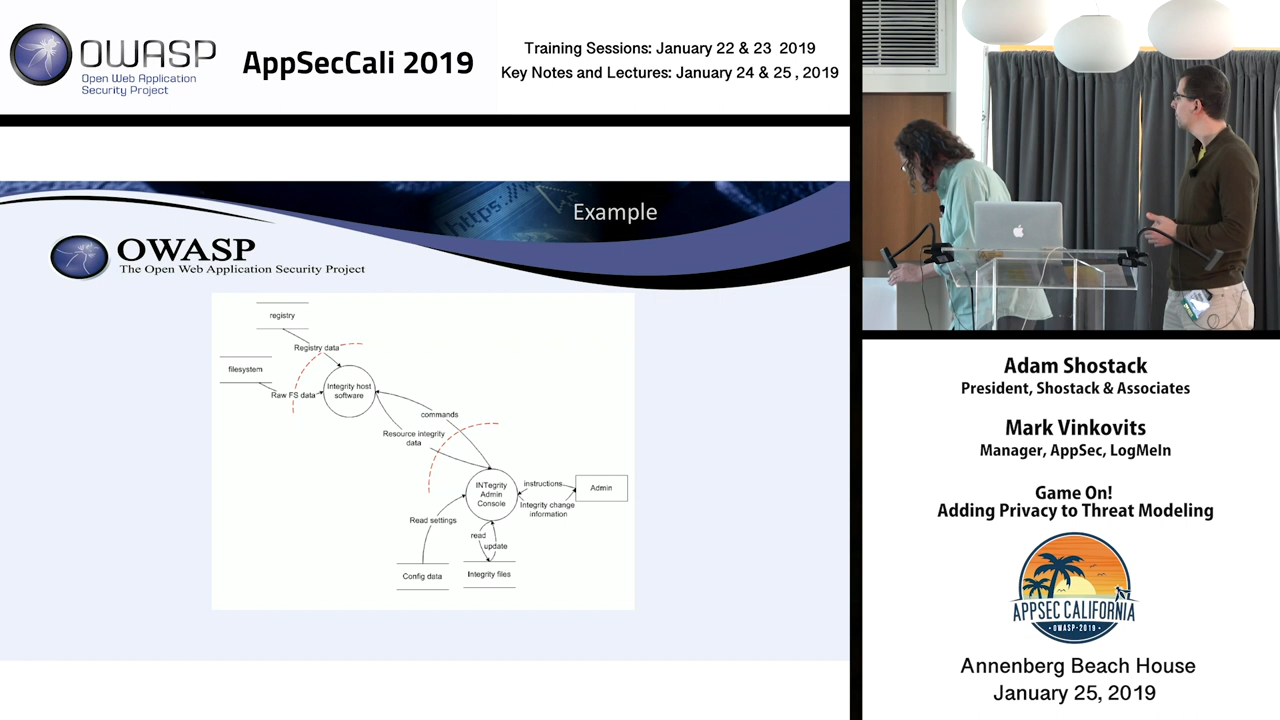 OWASP
Open Web Application
Security Project
AppSecCali 2019
Training Sessions: January 22 & 23 2019
Key Notes and Lectures: January 24 & 25 , 2019
https:
Example
OWASP
The Open Web Application Security Project
registry
Registry data
filesystem
Raw FS data
Integrity host
software
commands
Resource integrity
data
INTegrity
Admin
Console
instructions
Admin
Integrity change
information
Read settings
read
update
Config data
Integrity files
Adam Shostack
President, Shostack & Associates
Mark Vinkovits
Manager, AppSec, LogMeIn
Game On!
Adding Privacy to Threat Modeling
APPSEC CALIFORNIA
OWASP-2019
Annenberg Beach House
January 25, 2019